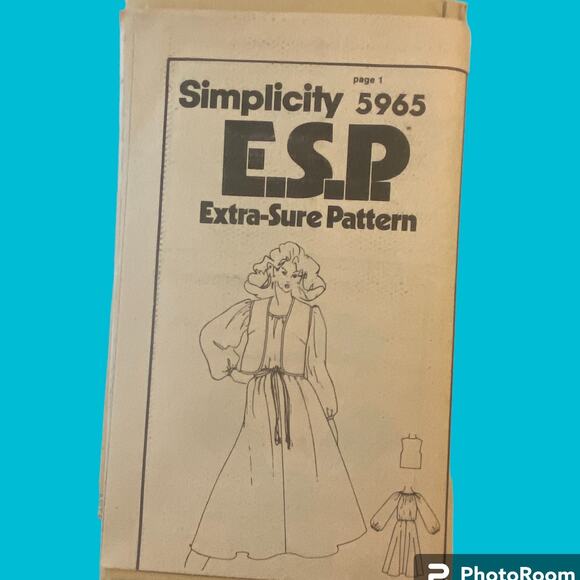 page 1
Simplicity 5965
E.S.P.
Extra-Sure Pattern
PhotoRoom